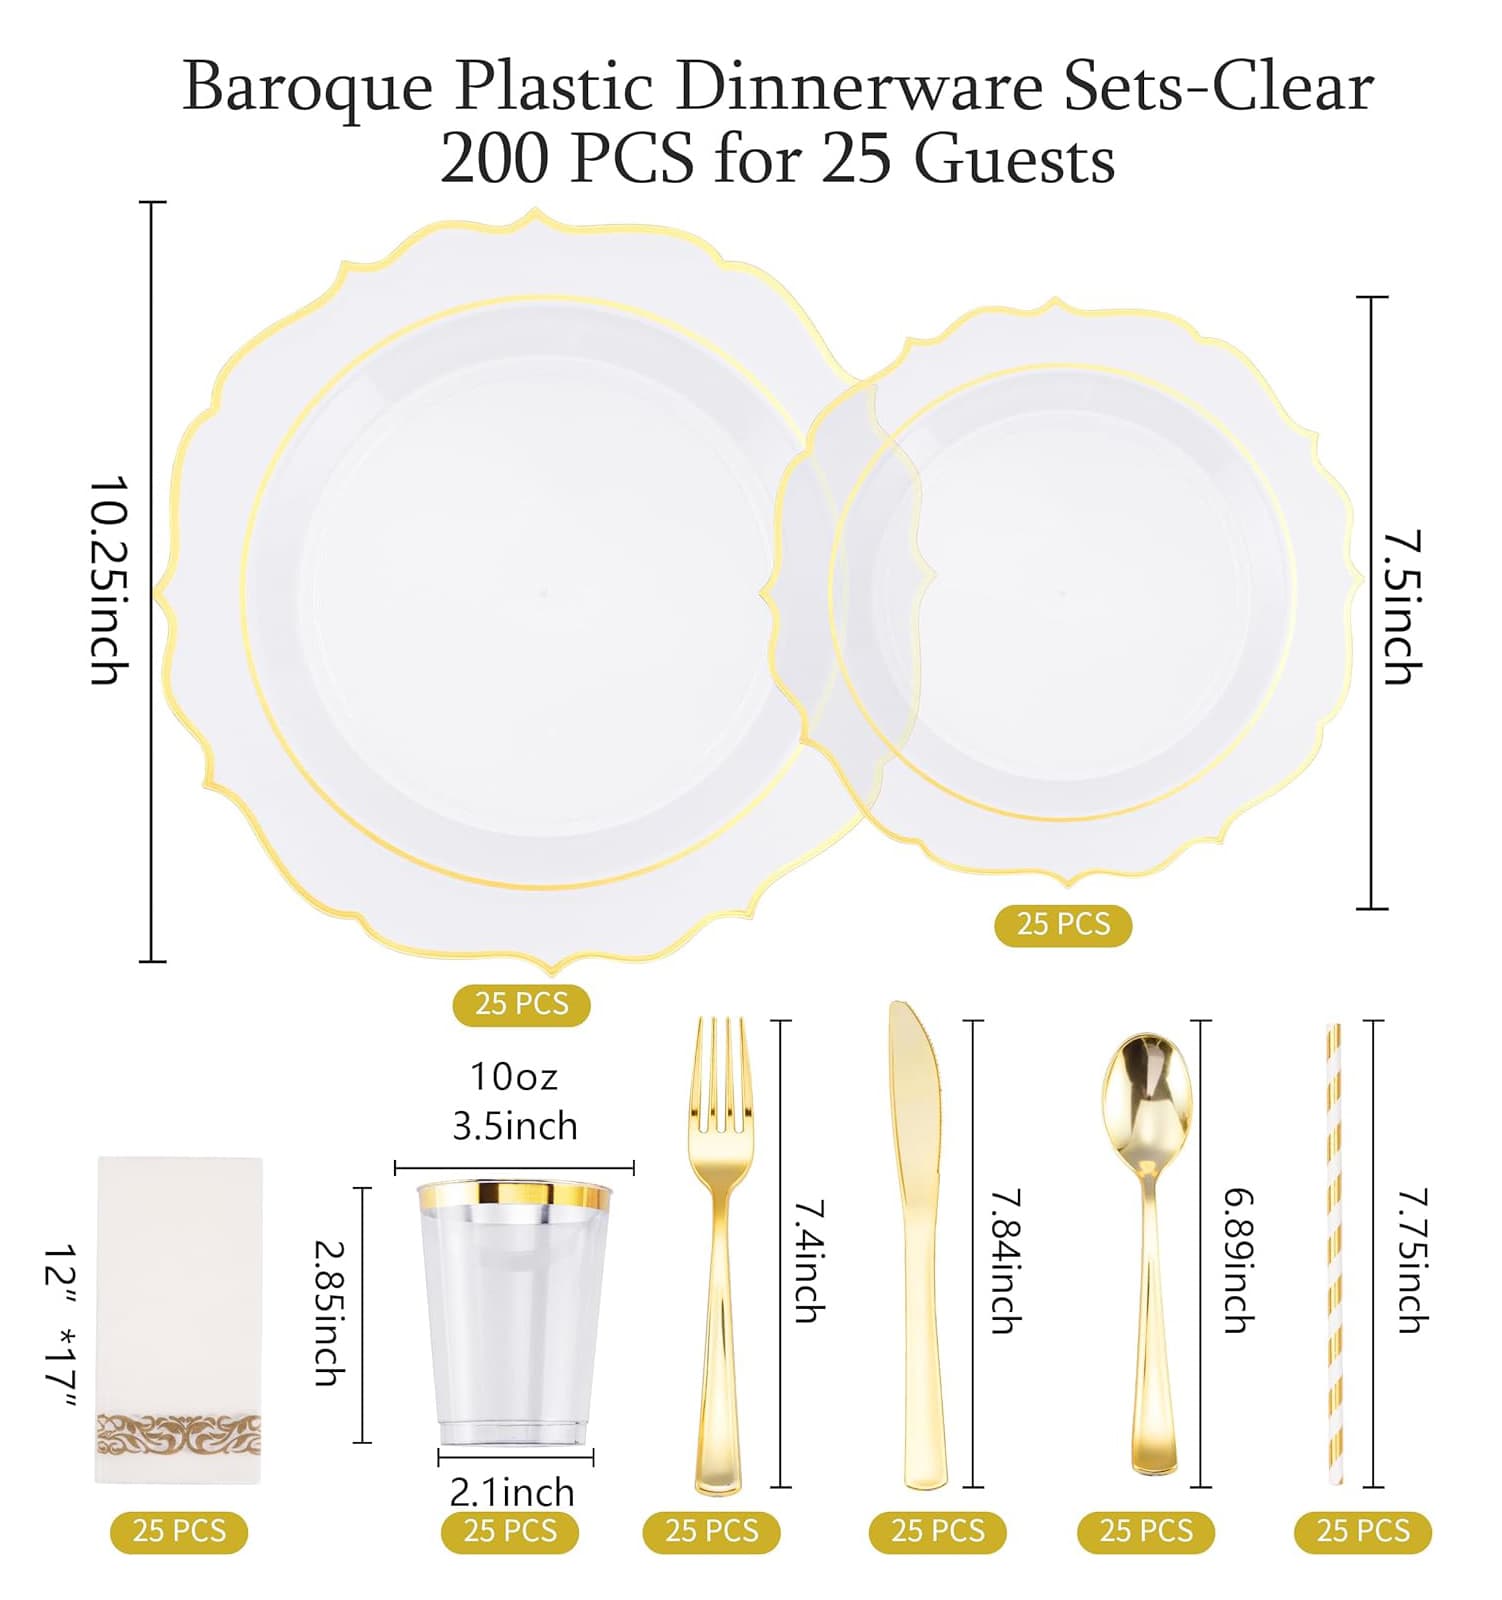 Baroque Plastic Dinnerware Sets-Clear
200 PCS for 25 Guests
10.25inch
7.5inch
25 PCS
25 PCS
10oz
3.5inch
12" *17"
2.85inch
2.1inch
7.4inch
7.84inch
6.89inch
7.75inch
25 PCS
25 PCS
25 PCS
25 PCS
25 PCS
25 PCS